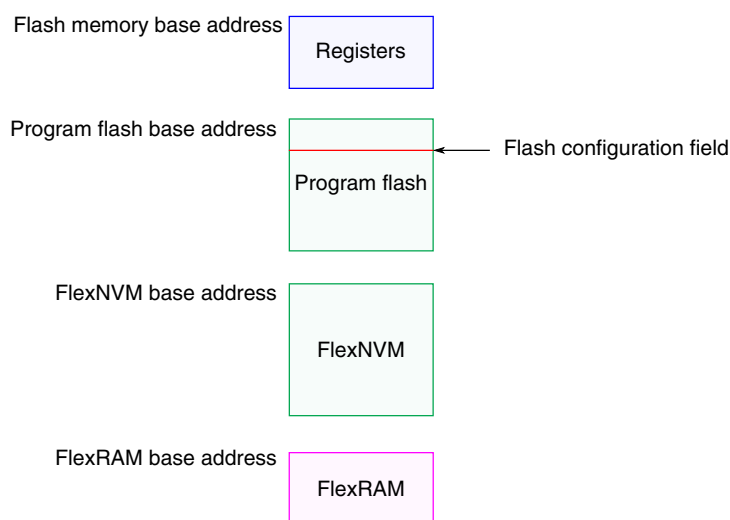 Flash memory base address
Registers
Program flash base address
Flash configuration field
Program flash
FlexNVM base address
FlexNVM
FlexRAM base address
FlexRAM